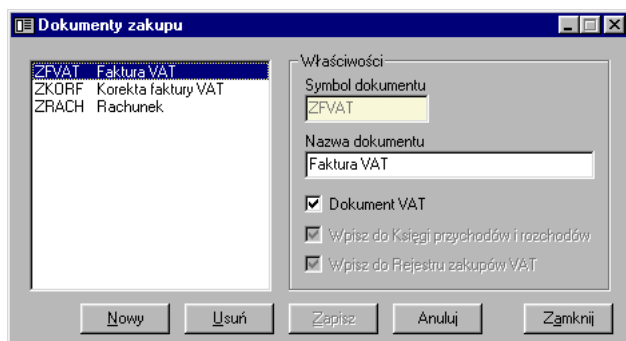 Dokumenty zakupu
ZFVAT Faktura VAT
ZKORF Korekta faktury VAT
ZRACH Rachunek
Właściwości
Symbol dokumentu
ZFVAT
Nazwa dokumentu
Faktura VAT
Dokument VAT
Wpisz do Księgi przychodów i rozchodów
Wpisz do Rejestru zakupów VAT
Nowy Usuń Zapisz Anuluj Zamknij